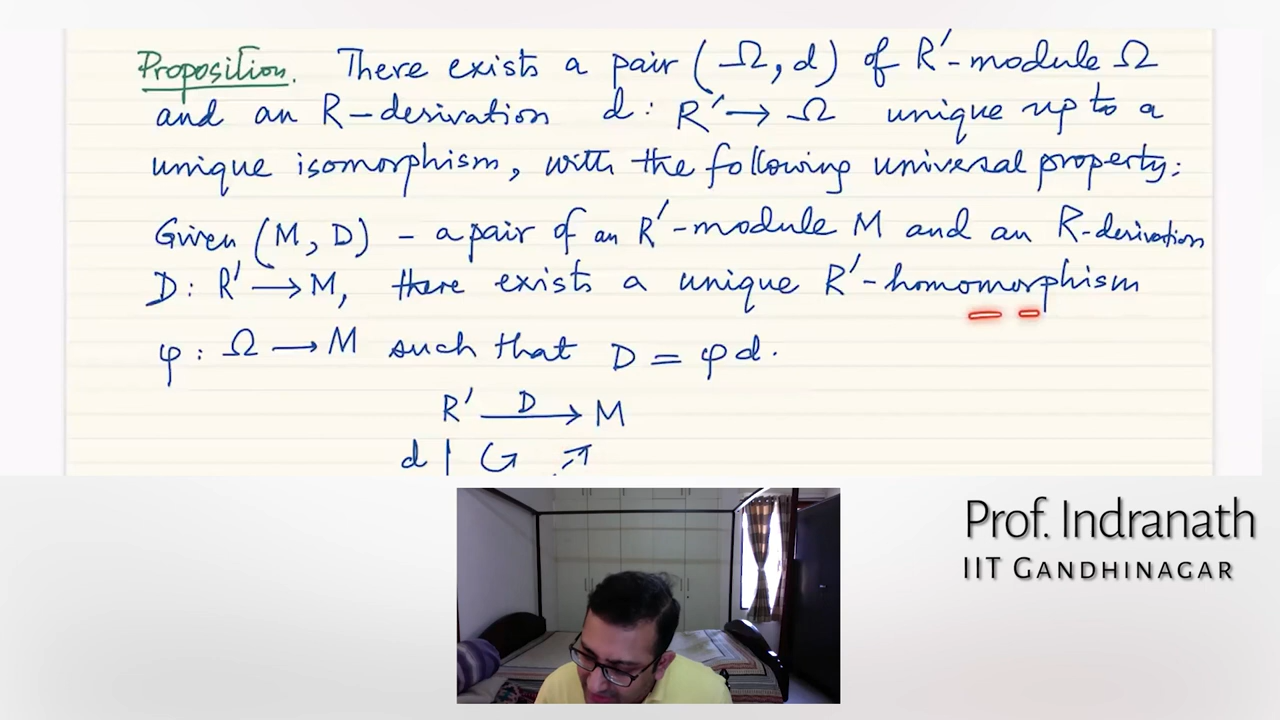 Proposition. There exists a pair (Ω, d) of R′-module Ω
and an R-derivation d: R′ → Ω unique up to a
unique isomorphism, with the following universal property:
Given (M, D) - a pair of an R′-module M and an R-derivation
D: R′ → M, there exists a unique R′-homomorphism
φ: Ω → M such that D = φd.
R′ D → M
d
Prof. Indranath
IIT GANDHINAGAR